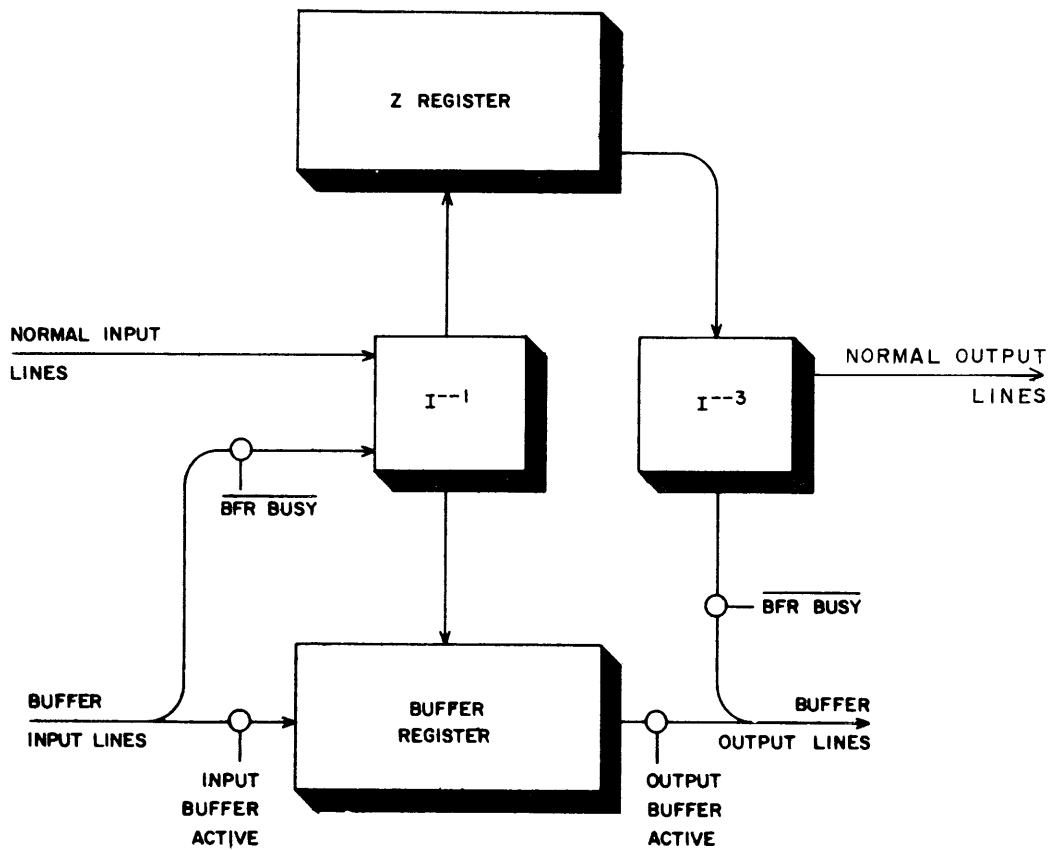 Z REGISTER
NORMAL INPUT
LINES
I--1
I--3
NORMAL OUTPUT
LINES
BFR BUSY
BFR BUSY
BUFFER
INPUT LINES
BUFFER
REGISTER
BUFFER
OUTPUT LINES
INPUT
BUFFER
ACTIVE
OUTPUT
BUFFER
ACTIVE